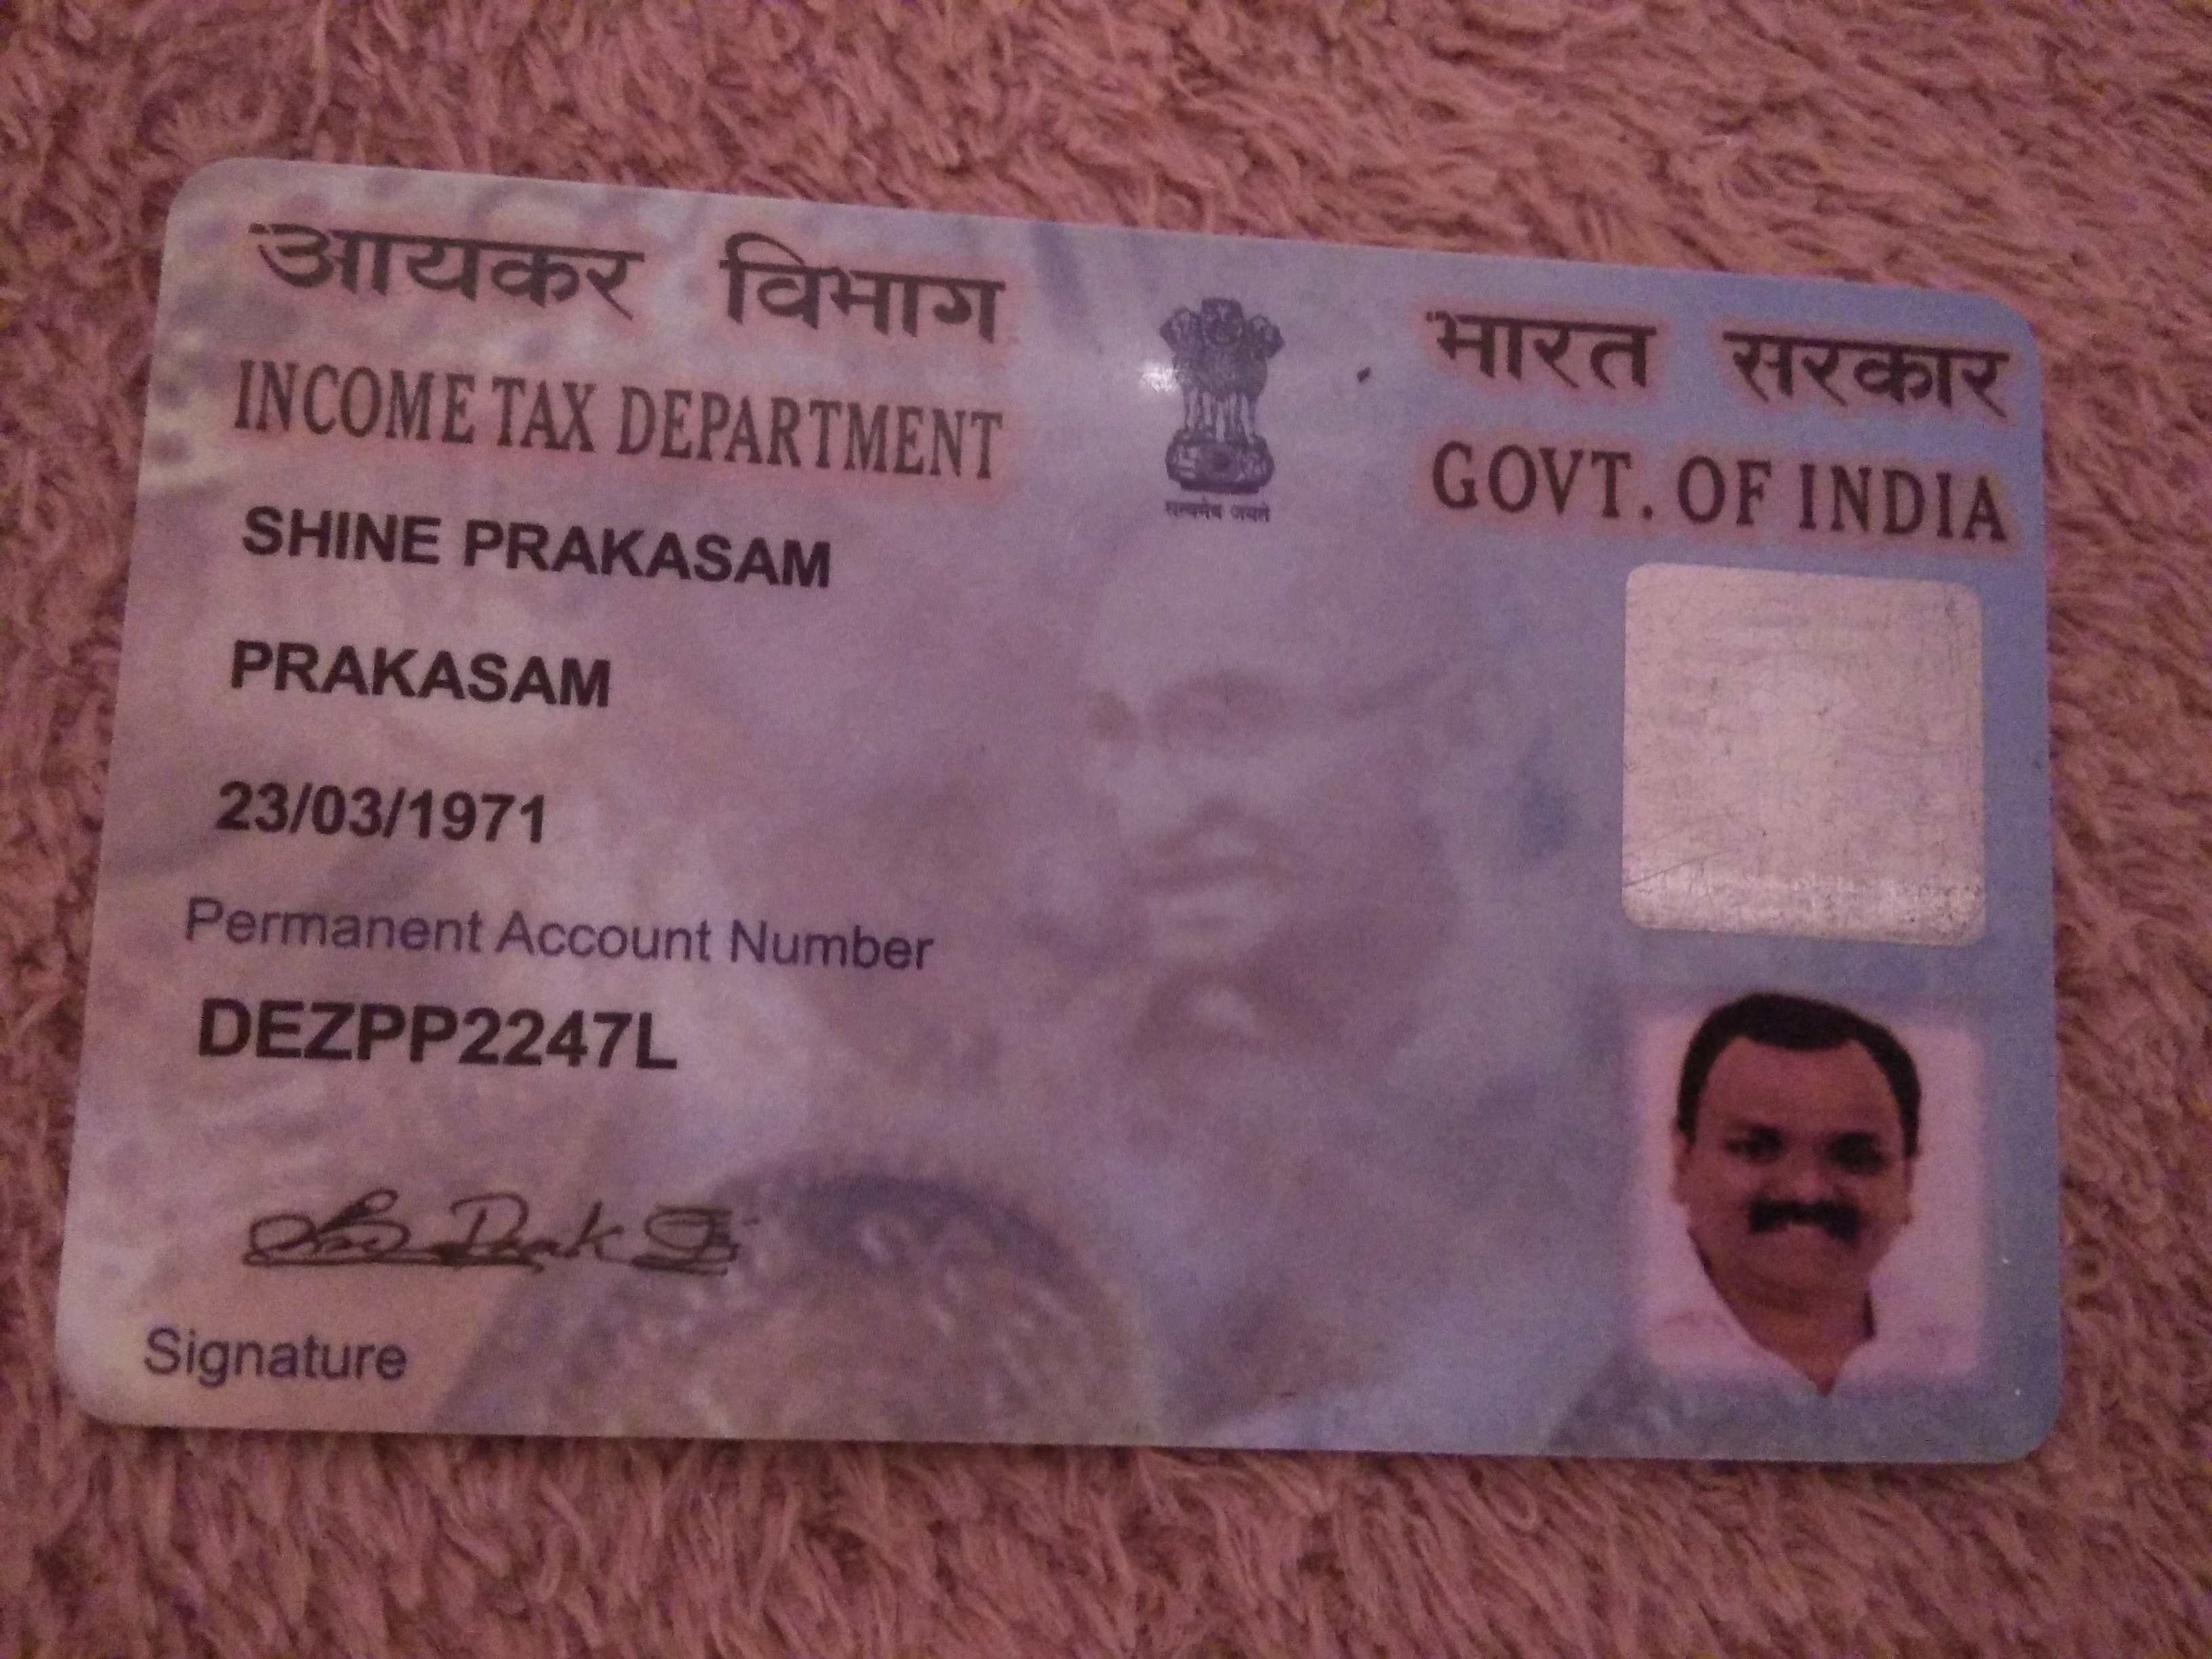 आयकर विभाग
INCOME TAX DEPARTMENT
भारत सरकार
GOVT. OF INDIA
सत्यमेव जयते
SHINE PRAKASAM
PRAKASAM
23/03/1971
Permanent Account Number
DEZPP2247L
Signature